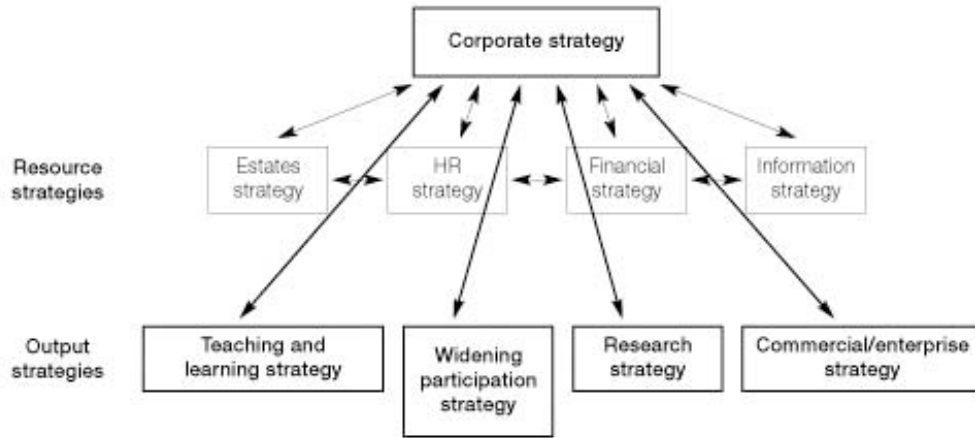 Corporate strategy
Resource
strategies
Estates
strategy
HR
strategy
Financial
strategy
Information
strategy
Output
strategies
Teaching and
learning strategy
Widening
participation
strategy
Research
strategy
Commercial/enterprise
strategy